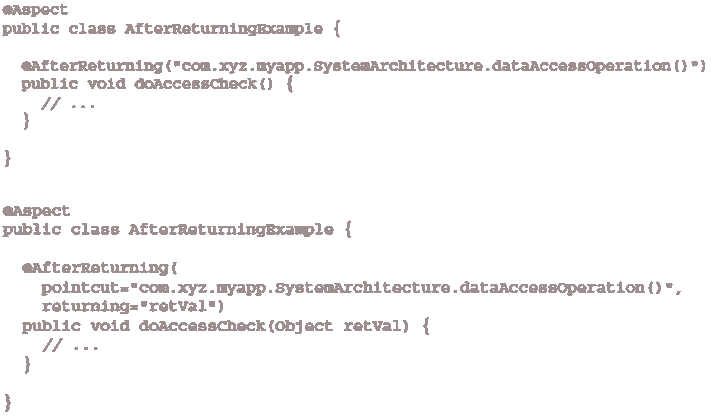 @Aspect
public class AfterReturningExample {
@AfterReturning("com.xyz.myapp.SystemArchitecture.dataAccessOperation()")
public void doAccessCheck() {
// ...
}
}
@Aspect
public class AfterReturningExample {
@AfterReturning(
pointcut="com.xyz.myapp.SystemArchitecture.dataAccessOperation()",
returning="retVal")
public void doAccessCheck(Object retVal) {
// ...
}
}